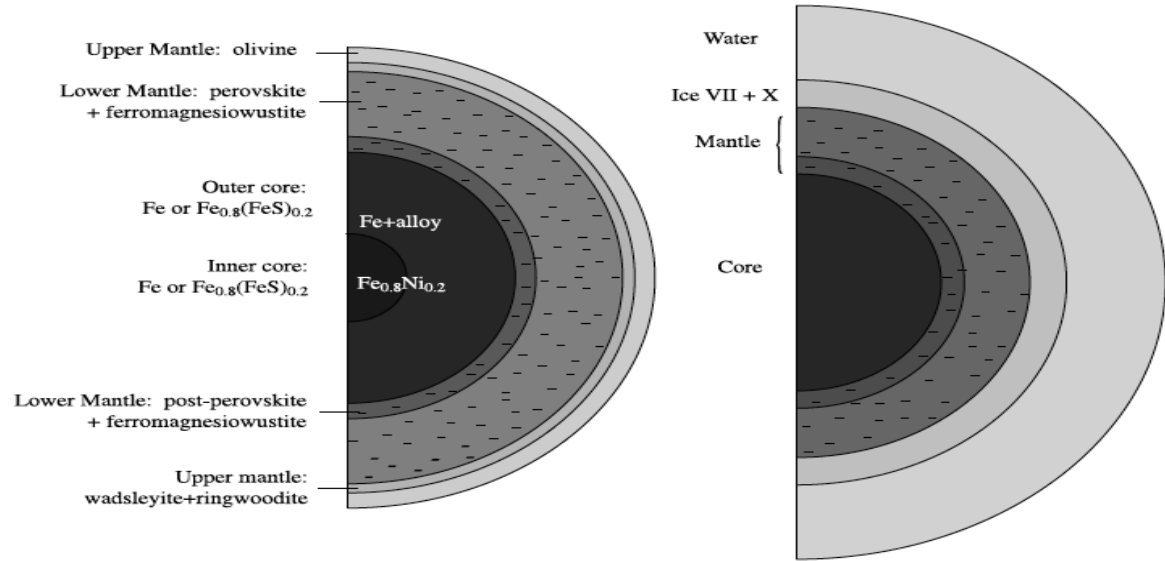 Upper Mantle: olivine
Lower Mantle: perovskite
+ ferromagnesiowustite
Outer core:
Fe or Fe₀.₈(FeS)₀.₂
Fe+alloy
Inner core:
Fe or Fe₀.₈(FeS)₀.₂
Fe₀.₈Ni₀.₂
Lower Mantle: post-perovskite
+ ferromagnesiowustite
Upper mantle:
wadsleyite+ringwoodite
Water
Ice VII + X
Mantle
Core